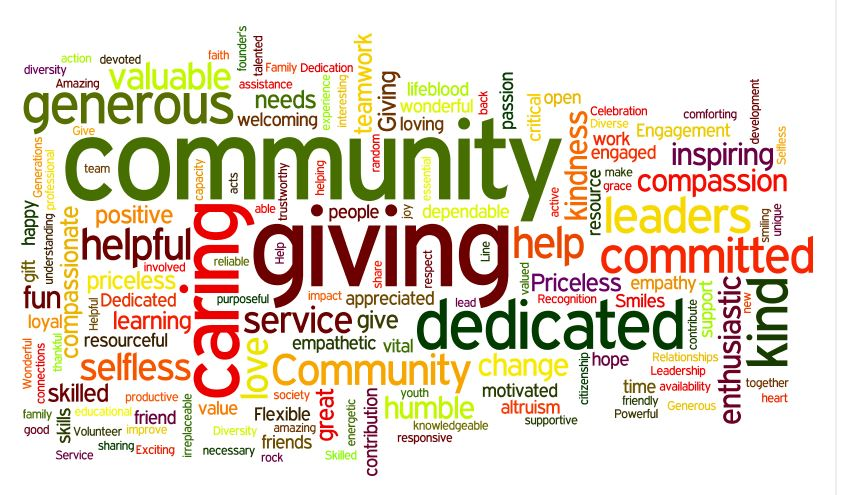 founder's
talented
faith
action
devoted
diversity
Amazing
valuable
Family
Dedication
assistance
experience
interesting
teamwork
Giving
lifeblood
wonderful
back
passion
critical
open
Celebration
Diverse
comforting
development
generous
needs
welcoming
loving
Engagement
work
engaged
inspiring
Selfless
Give
Generations
professional
team
community
capacity
acts
trustworthy
helping
random
essential
active
kindness
resource
make
grace
compassion
happy
understanding
compassionate
positive
able
people
joy
dependable
leaders
smiling
unique
gift
helpful
caring
reliable
Help
giving
share
respect
Line
help
committed
involved
priceless
fun
Dedicated
purposeful
impact
appreciated
lead
valued
Priceless
Recognition
empathy
Smiles
contribute
support
enthusiastic
new
kind
loyal
Helpful
learning
service
give
dedicated
resourceful
empathetic
vital
Wonderful
connections
thankful
selfless
love
Community
change
citizenship
hope
Relationships
Leadership
skilled
productive
society
youth
motivated
time
availability
together
heart
family
skills
educational
friend
irreplaceable
value
Flexible
great
energetic
contribution
humble
altruism
friendly
Powerful
Generous
good
Volunteer
improve
Diversity
amazing
knowledgeable
supportive
sharing
Exciting
friends
responsive
Service
necessary
rock
Skilled